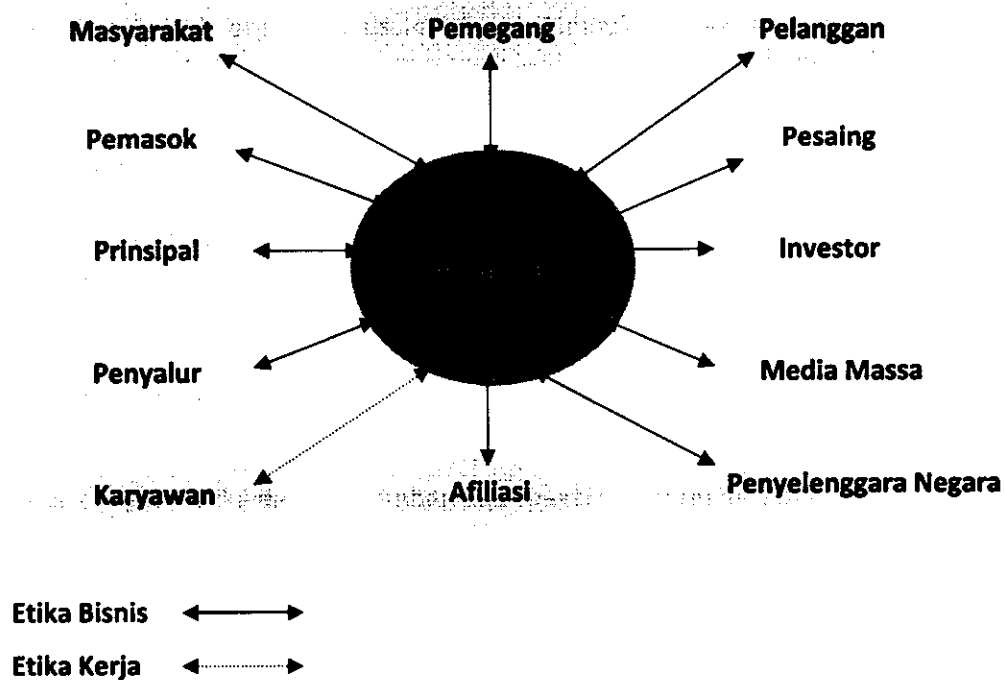 Masyarakat Pemegang Pelanggan
Pemasok Pesaing
Prinsipal Investor
Penyalur Media Massa
Karyawan Afiliasi Penyelenggara Negara
Etika Bisnis
Etika Kerja